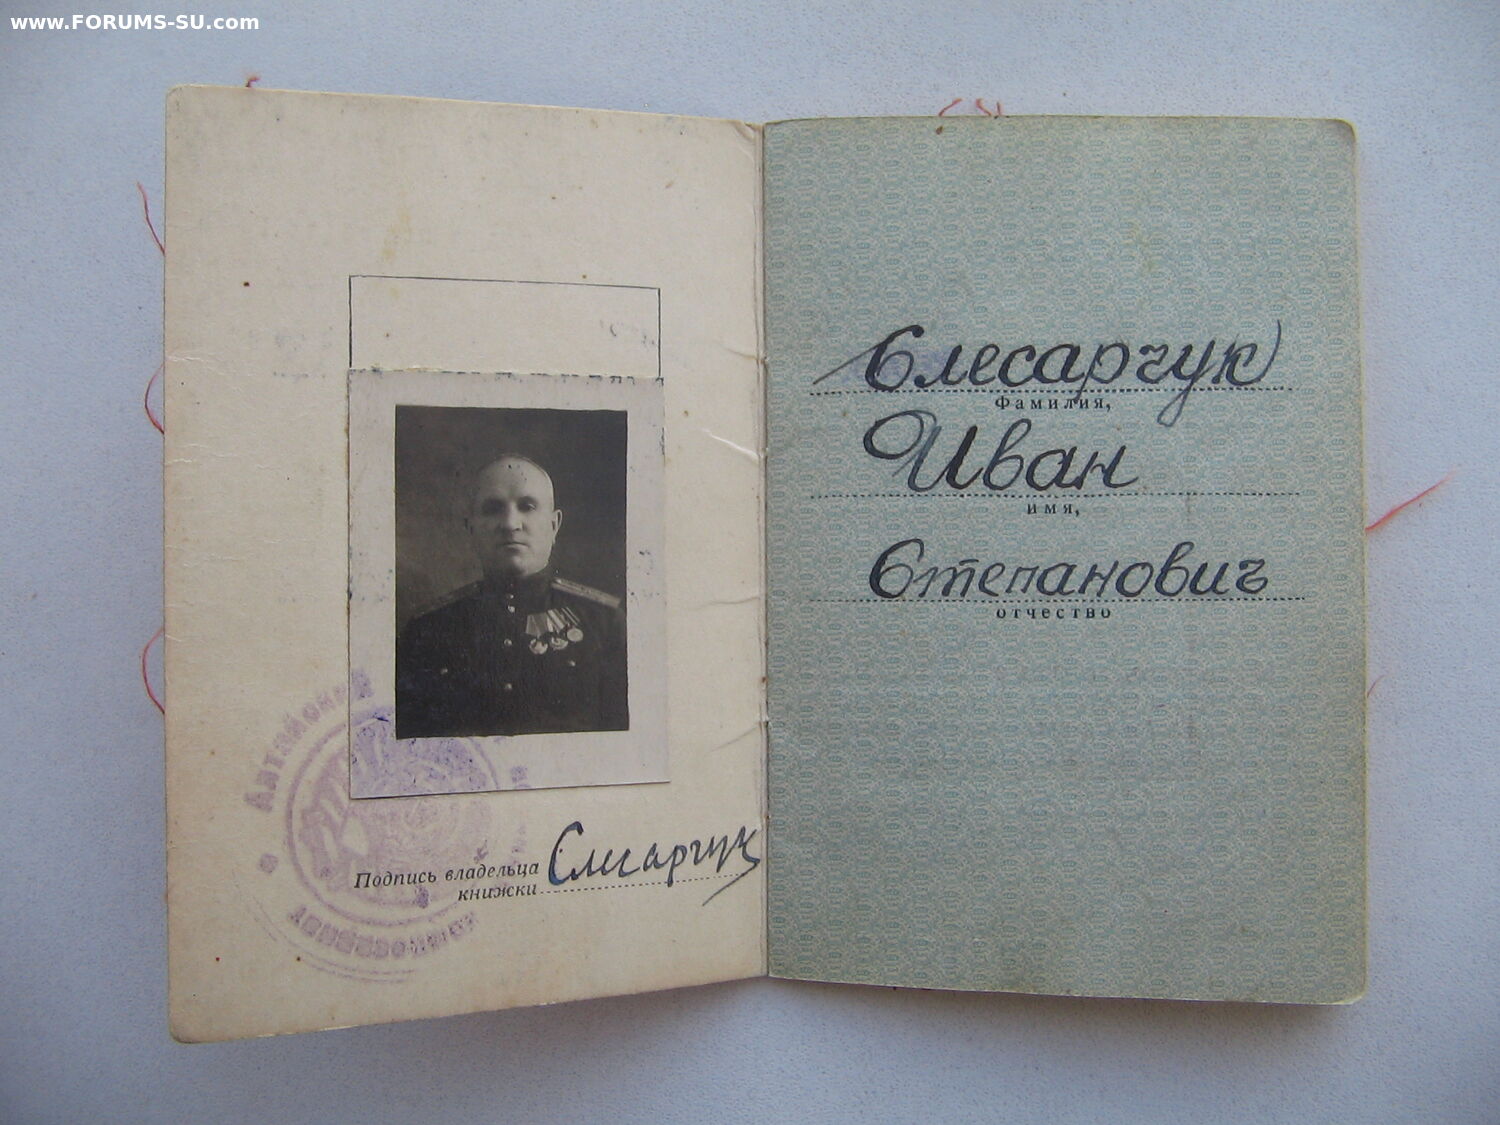 www.FORUMS-SU.com
Подпись владельца
книжки Слесарчук
Слесарчук
Фамилия,
Иван
имя,
Степанович
отчество